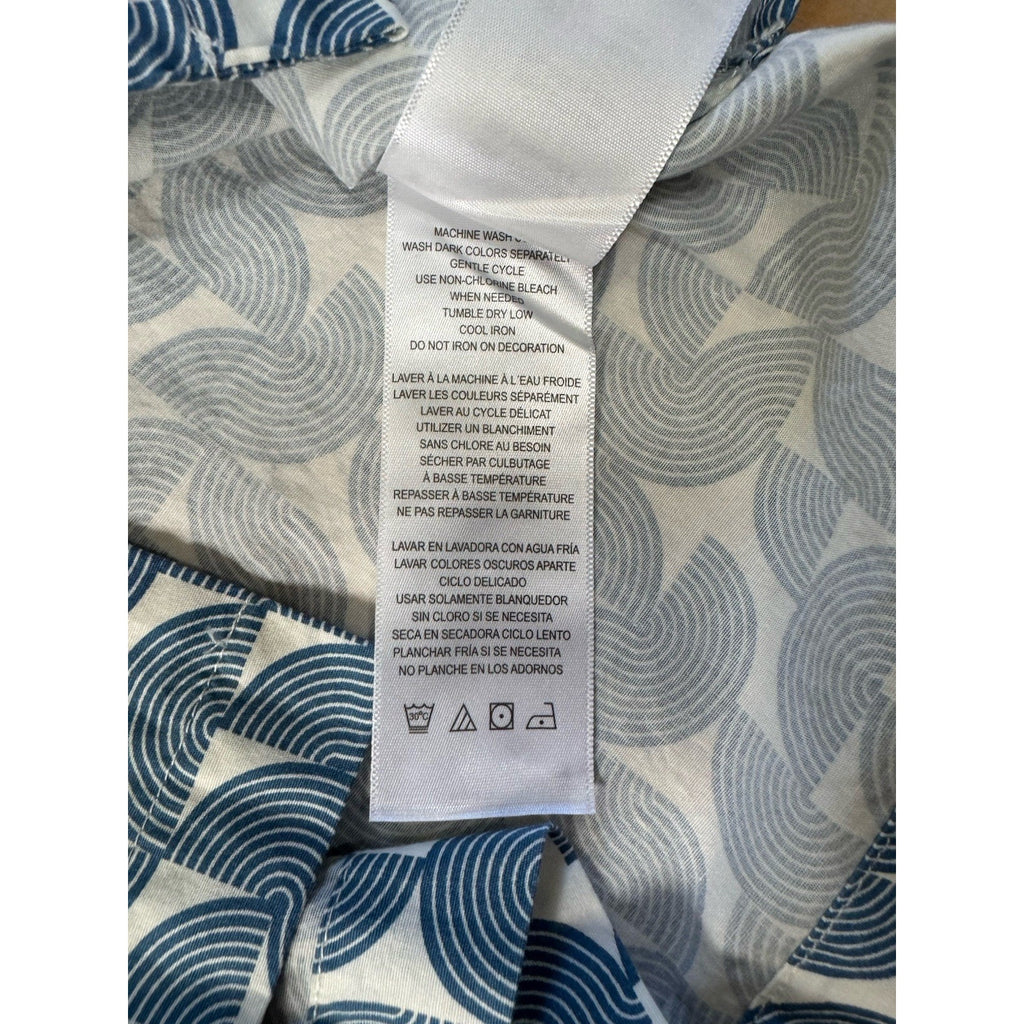 MACHINE WASH
WASH DARK COLORS SEPARATELY
GENTLE CYCLE
USE NON-CHLORINE BLEACH
WHEN NEEDED
TUMBLE DRY LOW
COOL IRON
DO NOT IRON ON DECORATION
LAVER À LA MACHINE À L'EAU FROIDE
LAVER LES COULEURS SÉPARÉMENT
LAVER AU CYCLE DÉLICAT
UTILIZER UN BLANCHIMENT
SANS CHLORE AU BESOIN
SÉCHER PAR CULBUTAGE
À BASSE TEMPÉRATURE
REPASSER À BASSE TEMPÉRATURE
NE PAS REPASSER LA GARNITURE
LAVAR EN LAVADORA CON AGUA FRÍA
LAVAR COLORES OSCUROS APARTE
CICLO DELICADO
USAR SOLAMENTE BLANQUEDOR
SIN CLORO SI SE NECESITA
SECA EN SECADORA CICLO LENTO
PLANCHAR FRÍA SI SE NECESITA
NO PLANCHE EN LOS ADORNOS
30°C